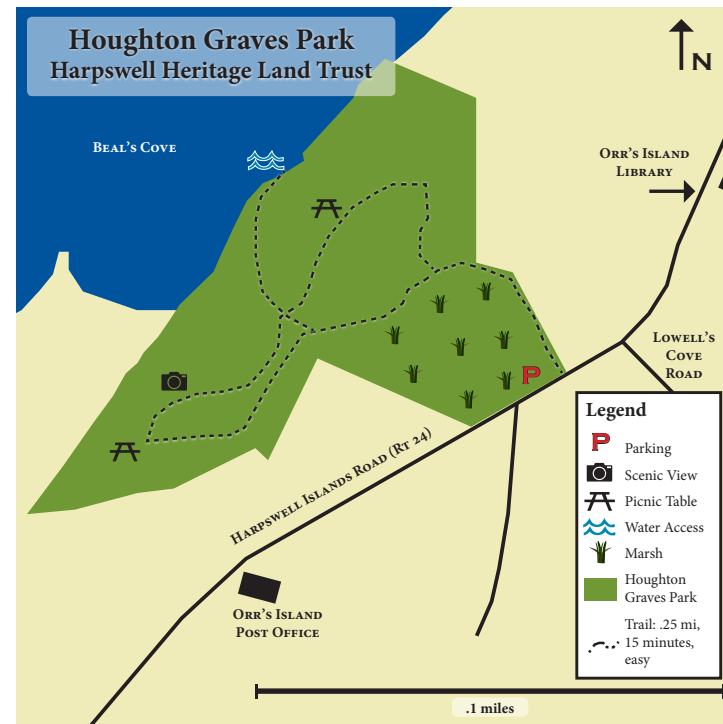 Houghton Graves Park
Harpswell Heritage Land Trust
N
Beal's Cove
Orr's Island
Library
Lowell's
Cove
Road
P
Harpswell Islands Road (Rt 24)
Orr's Island
Post Office
Legend
P Parking
Scenic View
Picnic Table
Water Access
Marsh
Houghton
Graves Park
Trail: .25 mi,
15 minutes,
easy
.1 miles